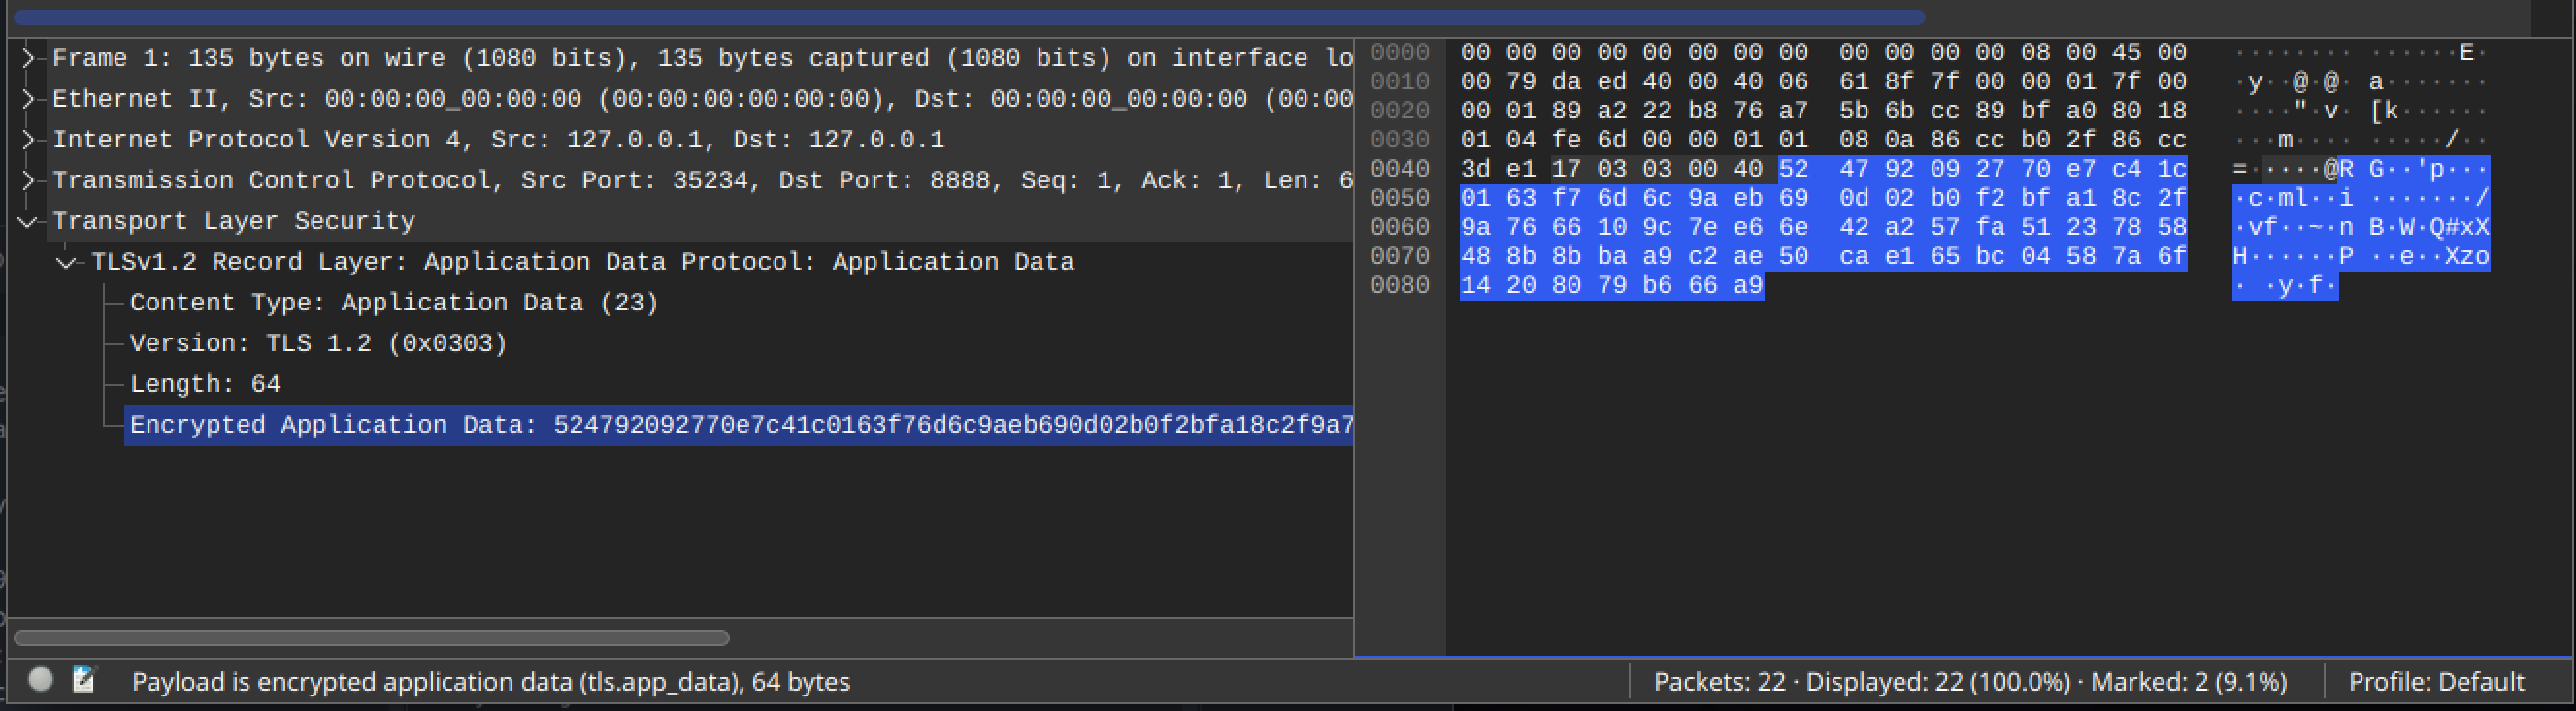 Frame 1: 135 bytes on wire (1080 bits), 135 bytes captured (1080 bits) on interface lo
Ethernet II, Src: 00:00:00_00:00:00 (00:00:00:00:00:00), Dst: 00:00:00_00:00:00 (00:00
Internet Protocol Version 4, Src: 127.0.0.1, Dst: 127.0.0.1
Transmission Control Protocol, Src Port: 35234, Dst Port: 8888, Seq: 1, Ack: 1, Len: 6
Transport Layer Security
TLSv1.2 Record Layer: Application Data Protocol: Application Data
Content Type: Application Data (23)
Version: TLS 1.2 (0x0303)
Length: 64
Encrypted Application Data: 524792092770e7c41c0163f76d6c9aeb690d02b0f2bfa18c2f9a7
0000 00 00 00 00 00 00 00 00 00 00 00 00 08 00 45 00 ········ ······E·
0010 00 79 da ed 40 00 40 06 61 8f 7f 00 00 01 7f 00 ·y··@·@· a·······
0020 00 01 89 a2 22 b8 76 a7 5b 6b cc 89 bf a0 80 18 ····"·v· [k······
0030 01 04 fe 6d 00 00 01 01 08 0a 86 cc b0 2f 86 cc ···m···· ·····/··
0040 3d e1 17 03 03 00 40 52 47 92 09 27 70 e7 c4 1c =·····@R G··'p···
0050 01 63 f7 6d 6c 9a eb 69 0d 02 b0 f2 bf a1 8c 2f ·c·ml··i ·······/
0060 9a 76 66 10 9c 7e e6 6e 42 a2 57 fa 51 23 78 58 ·vf··~·n B·W·Q#xX
0070 48 8b 8b ba a9 c2 ae 50 ca e1 65 bc 04 58 7a 6f H······P ··e··Xzo
0080 14 20 80 79 b6 66 a9 · ·y·f·
Payload is encrypted application data (tls.app_data), 64 bytes
Packets: 22 · Displayed: 22 (100.0%) · Marked: 2 (9.1%)
Profile: Default